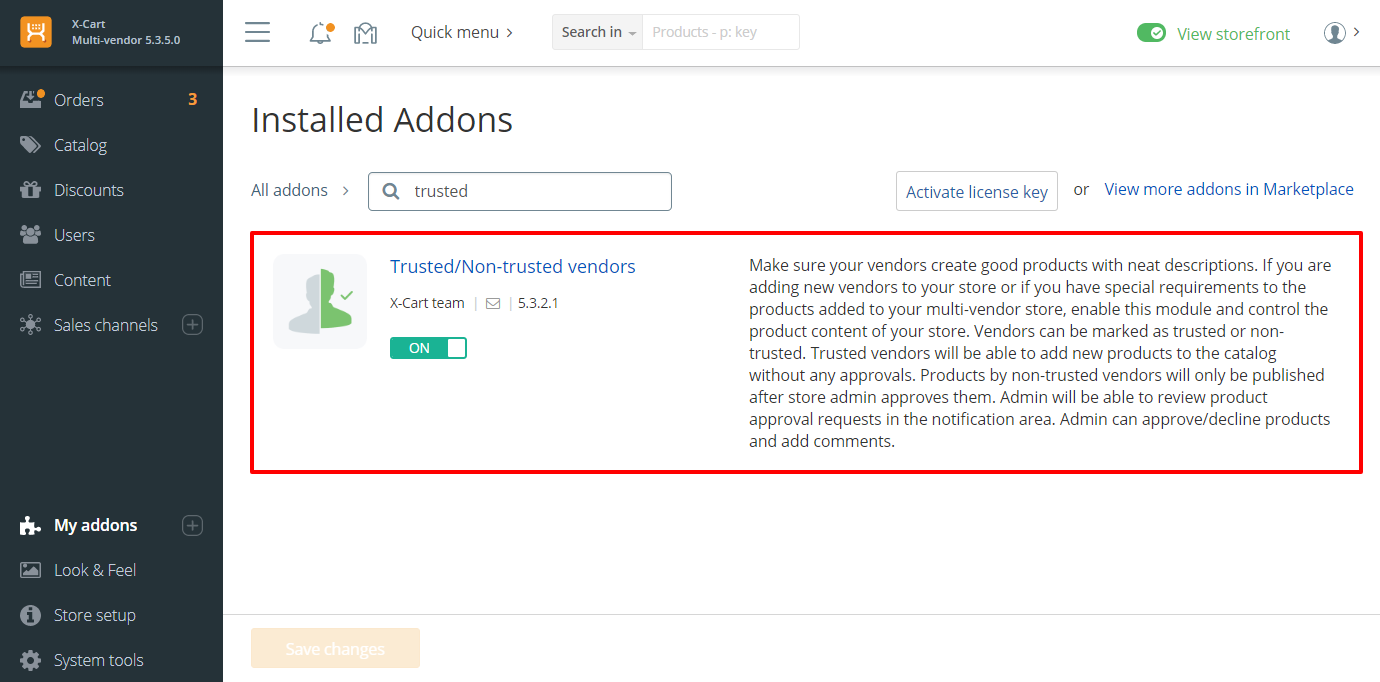 X-Cart
Multi-vendor 5.3.5.0
Quick menu
Search in
Products - p: key
View storefront
Orders
3
Catalog
Discounts
Users
Content
Sales channels
My addons
Look & Feel
Store setup
System tools
Installed Addons
All addons
trusted
Activate license key
or
View more addons in Marketplace
Trusted/Non-trusted vendors
X-Cart team | | 5.3.2.1
ON
Make sure your vendors create good products with neat descriptions. If you are
adding new vendors to your store or if you have special requirements to the
products added to your multi-vendor store, enable this module and control the
product content of your store. Vendors can be marked as trusted or non-
trusted. Trusted vendors will be able to add new products to the catalog
without any approvals. Products by non-trusted vendors will only be published
after store admin approves them. Admin will be able to review product
approval requests in the notification area. Admin can approve/decline products
and add comments.
Save changes